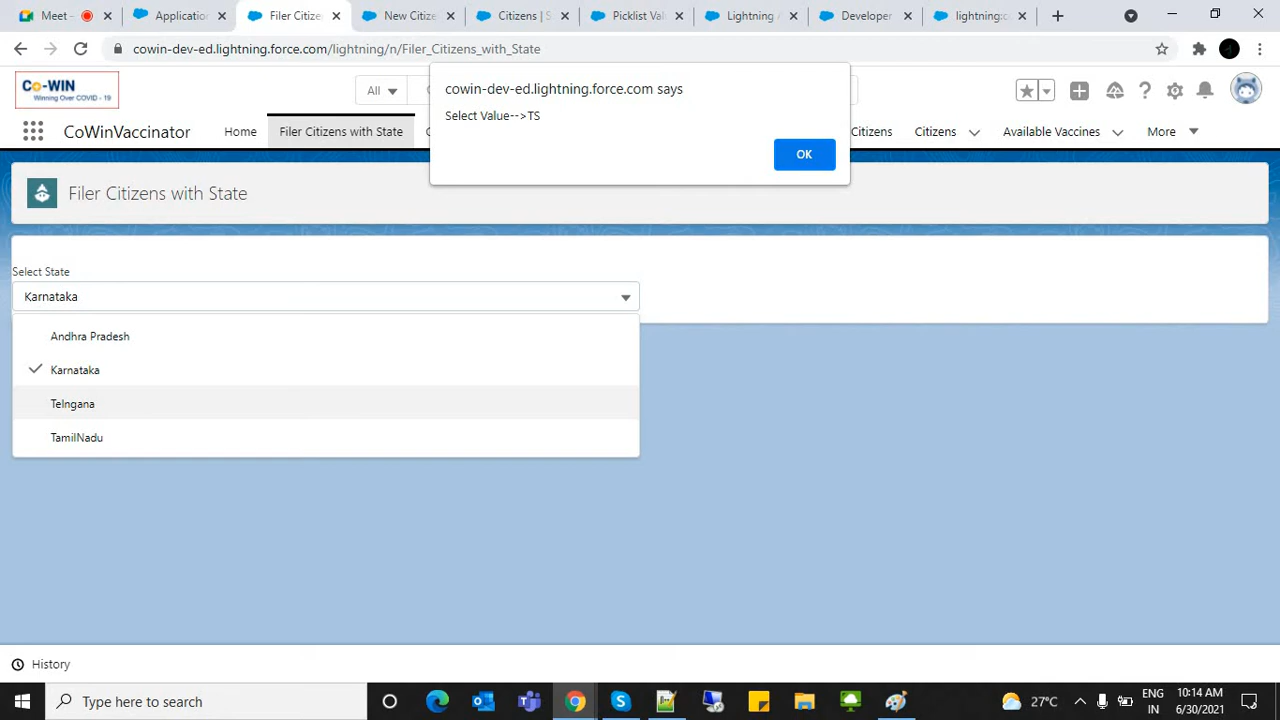 Meet -
Applicatio
Filer Citize
New Citize
Citizens | S
Picklist Val
Lightning A
Developer
lightning:c
cowin-dev-ed.lightning.force.com/lightning/n/Filer_Citizens_with_State
Co-WIN
Winning Over COVID - 19
All
cowin-dev-ed.lightning.force.com says
Select Value-->TS
OK
CoWinVaccinator
Home
Filer Citizens with State
Citizens
Citizens
Available Vaccines
More
Filer Citizens with State
Select State
Karnataka
Andhra Pradesh
Karnataka
Telngana
TamilNadu
History
Type here to search
27°C
ENG
IN
10:14 AM
6/30/2021